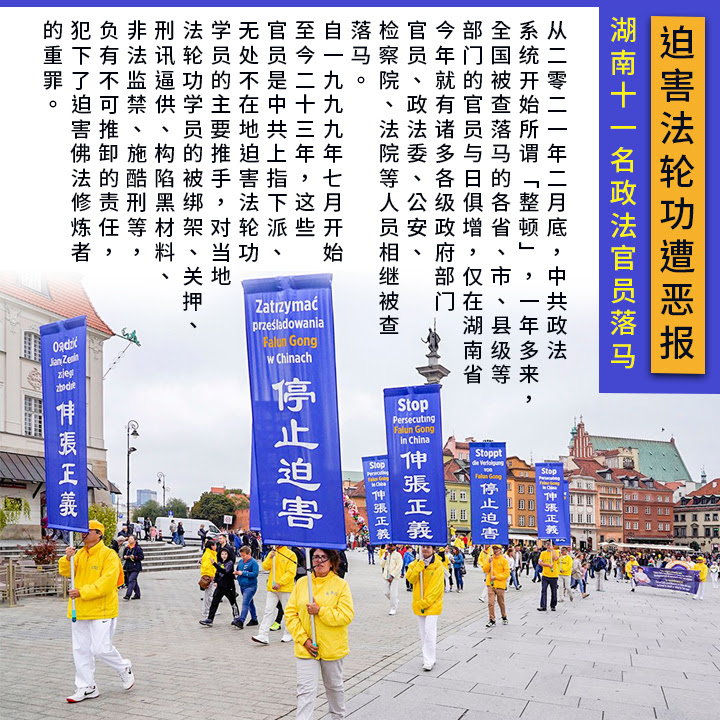 迫害法轮功遭恶报
湖南十一名政法官员落马
从二零二一年二月底，中共政法
系统开始所谓「整顿」，一年多来，
全国被查落马的各省、市、县级等
部门的官员与日俱增，仅在湖南省
今年就有诸多各级政府部门
官员、政法委、公安、
检察院、法院等人员相继被查
落马。
自一九九九年七月开始
至今二十三年，这些
官员是中共上指下派、
无处不在地迫害法轮功
学员的主要推手，对当地
法轮功学员的被绑架、关押、
刑讯逼供、构陷黑材料、
非法监禁、施酷刑等，
负有不可推卸的责任，
犯下了迫害佛法修炼者
的重罪。
Osądzić
Jiang Zemin
za jego
zbrodnie
伸張正義
Zatrzymać
prześladowania
Falun Gong
w Chinach
停止迫害
Stop
Persecuting
Falun Gong
in China
伸張正義
Stop
Persecuting
Falun Gong
in China
伸張正義
Stoppt
die Verfolgung
von
Falun Gong
停止迫害
Stop
Persecuting
Falun Gong
in China
伸張正義